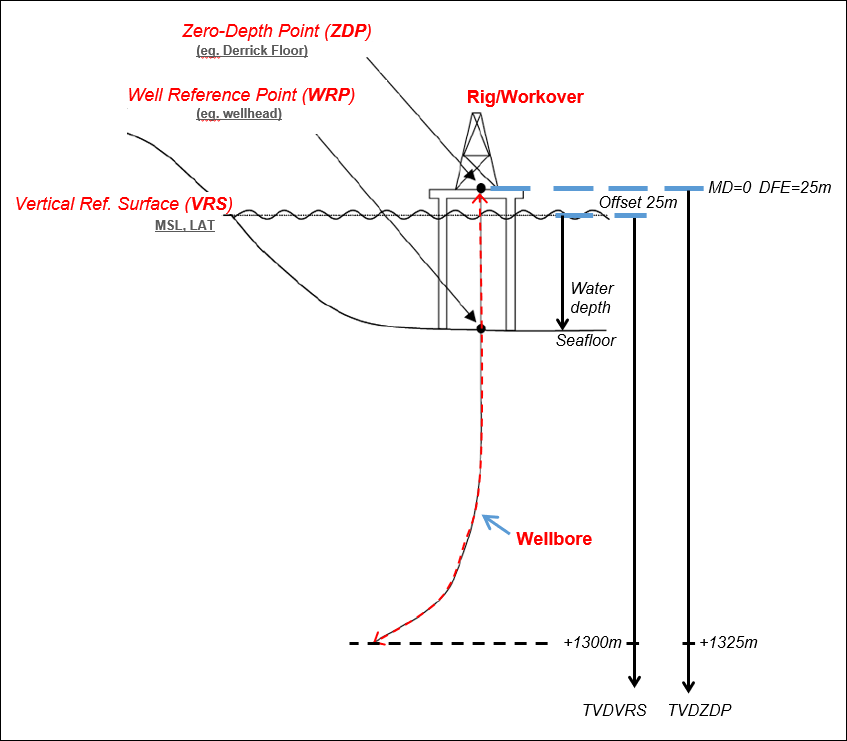 Zero-Depth Point (ZDP)
(eg. Derrick Floor)
Well Reference Point (WRP)
(eg. wellhead)
Rig/Workover
MD=0 DFE=25m
Vertical Ref. Surface (VRS)
Offset 25m
MSL, LAT
Water
depth
Seafloor
Wellbore
+1300m
+1325m
TVDVRS
TVDZDP